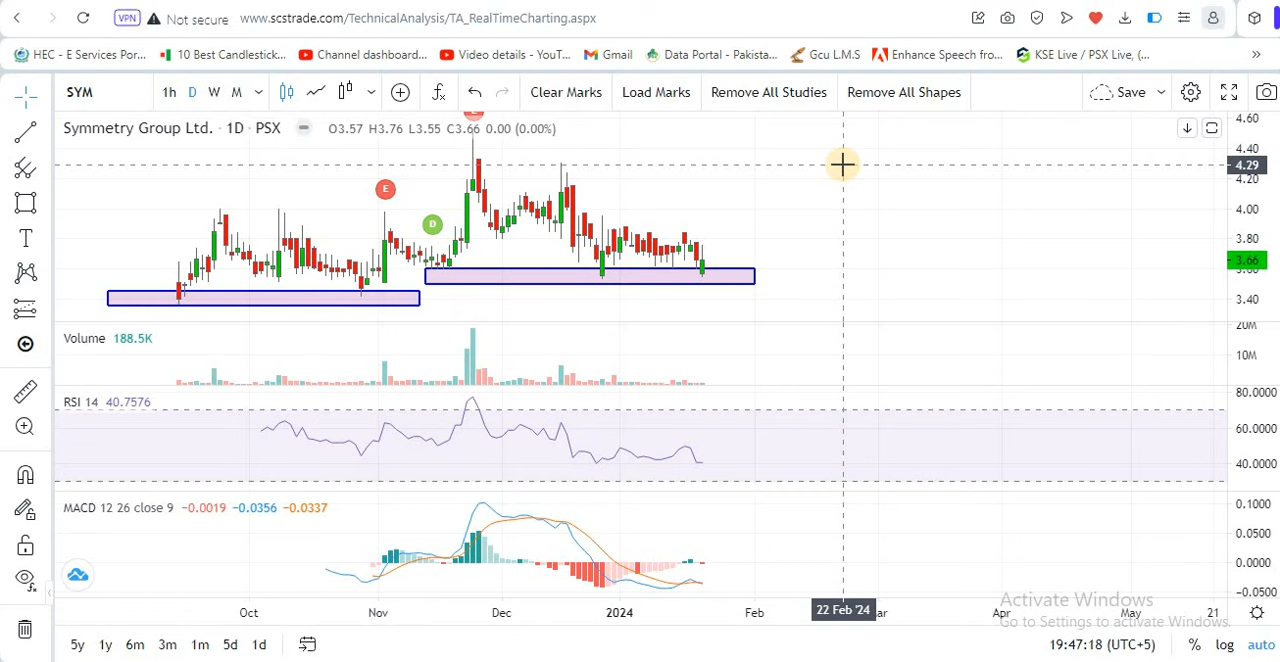 VPN Not secure www.scstrade.com/TechnicalAnalysis/TA_RealTimeCharting.aspx
HEC - E Services Por... 10 Best Candlestick... Channel dashboard... Video details - YouT... Gmail Data Portal - Pakista... Gcu L.M.S Enhance Speech fro... KSE Live / PSX Live, (... »
SYM 1h D W M Clear Marks Load Marks Remove All Studies Remove All Shapes Save
Symmetry Group Ltd. · 1D · PSX O3.57 H3.76 L3.55 C3.66 0.00 (0.00%)
4.60
4.40
4.29
4.20
4.00
3.80
3.66
3.60
3.40
E
E
D
Volume 188.5K
20M
10M
RSI 14 40.7576
80.0000
60.0000
40.0000
MACD 12 26 close 9 -0.0019 -0.0356 -0.0337
0.1000
0.0500
0.0000
-0.0500
Oct Nov Dec 2024 Feb 22 Feb '24 Mar Apr May 21
Activate Windows
Go to Settings to activate Windows.
5y 1y 6m 3m 1m 5d 1d 19:47:18 (UTC+5) % log auto